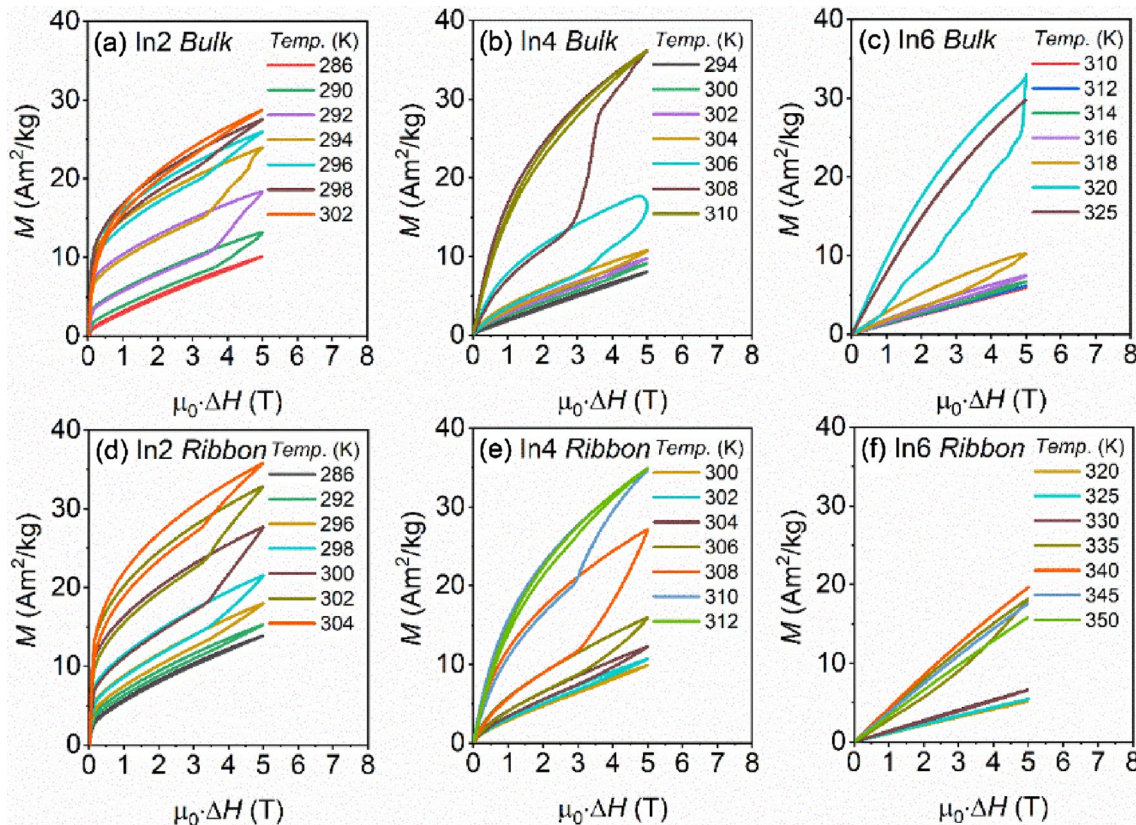 (a) In2 Bulk
Temp. (K)
286
290
292
294
296
298
302
M (Am²/kg)
40
30
20
10
0
0 1 2 3 4 5 6 7 8
μ₀·ΔH (T)
(b) In4 Bulk
Temp. (K)
294
300
302
304
306
308
310
M (Am²/kg)
40
30
20
10
0
0 1 2 3 4 5 6 7 8
μ₀·ΔH (T)
(c) In6 Bulk
Temp. (K)
310
312
314
316
318
320
325
M (Am²/kg)
40
30
20
10
0
0 1 2 3 4 5 6 7 8
μ₀·ΔH (T)
(d) In2 Ribbon
Temp. (K)
286
292
296
298
300
302
304
M (Am²/kg)
40
30
20
10
0
0 1 2 3 4 5 6 7 8
μ₀·ΔH (T)
(e) In4 Ribbon
Temp. (K)
300
302
304
306
308
310
312
M (Am²/kg)
40
30
20
10
0
0 1 2 3 4 5 6 7 8
μ₀·ΔH (T)
(f) In6 Ribbon
Temp. (K)
320
325
330
335
340
345
350
M (Am²/kg)
40
30
20
10
0
0 1 2 3 4 5 6 7 8
μ₀·ΔH (T)